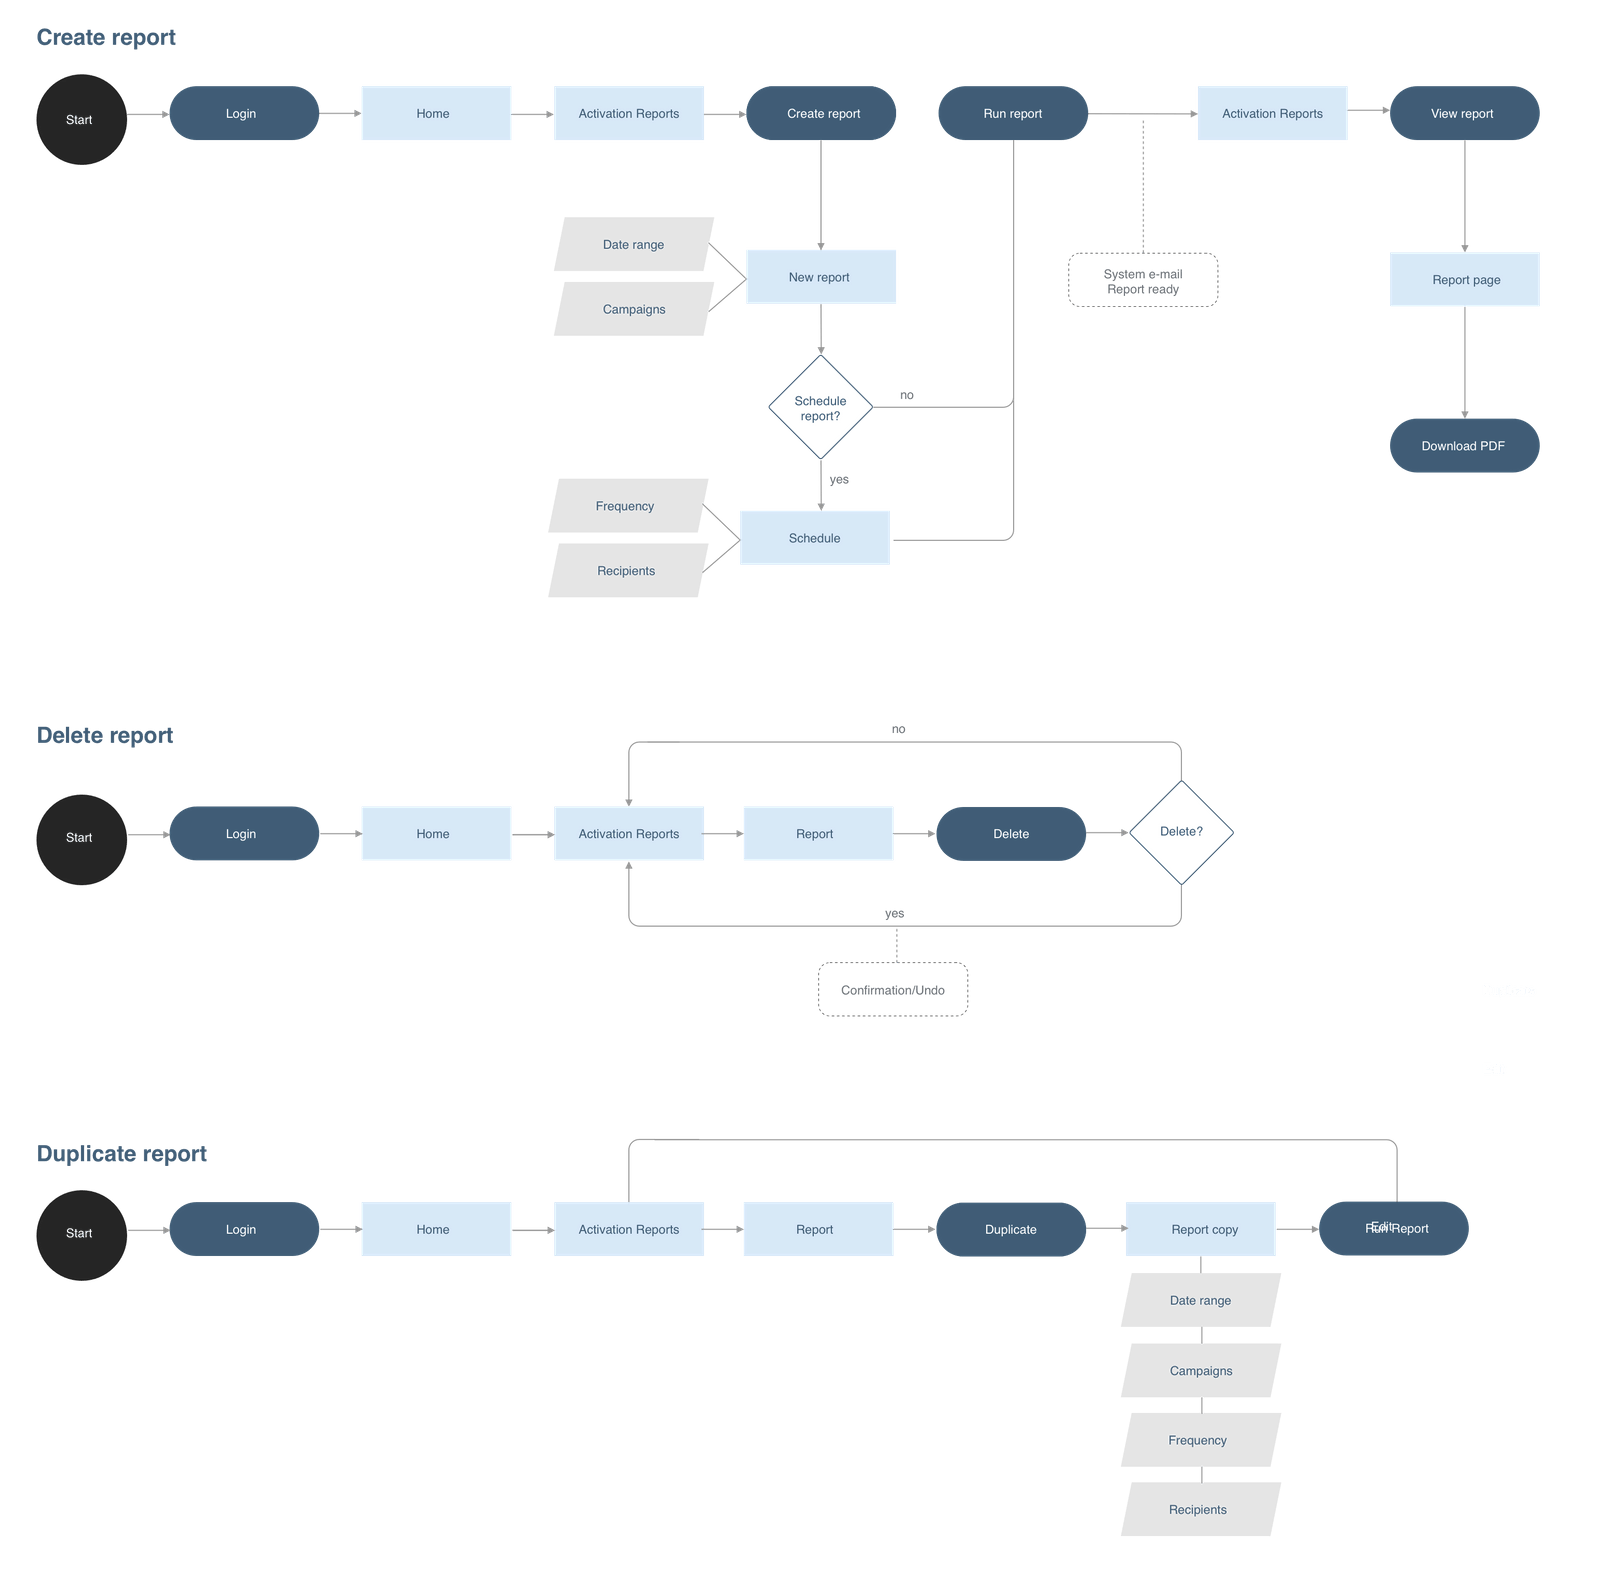 Create report
Start
Login
Home
Activation Reports
Create report
Run report
Activation Reports
View report
Date range
Campaigns
New report
System e-mail
Report ready
Report page
Schedule
report?
no
yes
Download PDF
Frequency
Recipients
Schedule
Delete report
no
Start
Login
Home
Activation Reports
Report
Delete
Delete?
yes
Confirmation/Undo
Duplicate report
Start
Login
Home
Activation Reports
Report
Duplicate
Report copy
Edit
Run Report
Date range
Campaigns
Frequency
Recipients